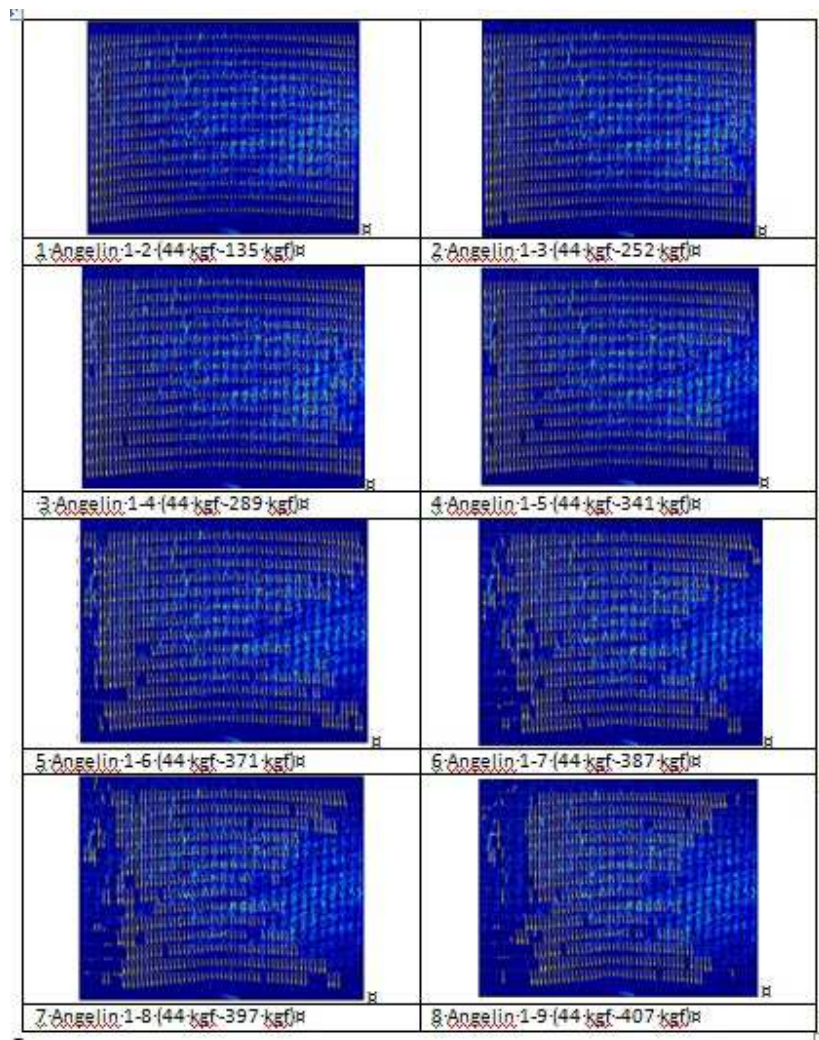 1·Angelin·1-2·(44·kgf·-135·kgf)¤
2·Angelin·1-3·(44·kgf·-252·kgf)¤
3·Angelin·1-4·(44·kgf·-289·kgf)¤
4·Angelin·1-5·(44·kgf·-341·kgf)¤
5·Angelin·1-6·(44·kgf·-371·kgf)¤
6·Angelin·1-7·(44·kgf·-387·kgf)¤
7·Angelin·1-8·(44·kgf·-397·kgf)¤
8·Angelin·1-9·(44·kgf·-407·kgf)¤